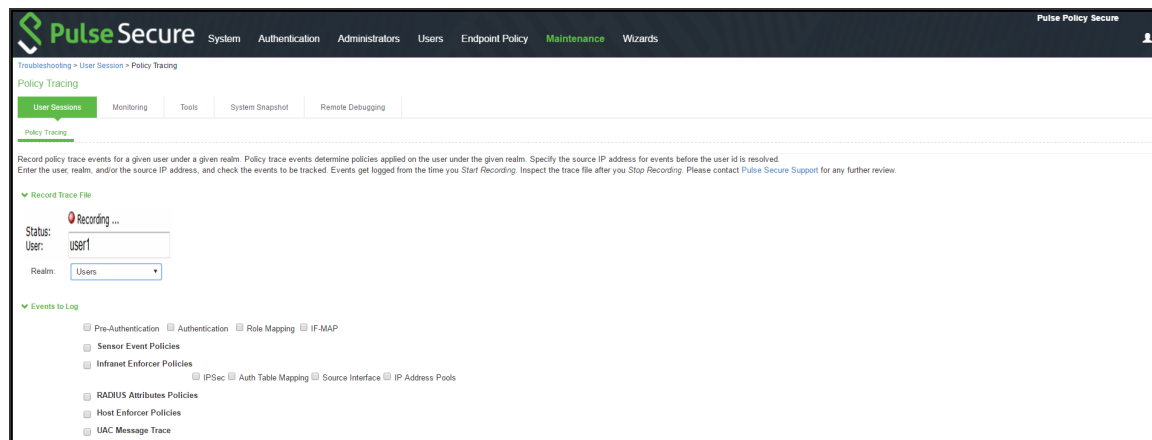 Pulse Policy Secure
Pulse Secure System Authentication Administrators Users Endpoint Policy Maintenance Wizards
Troubleshooting > User Session > Policy Tracing
Policy Tracing
User Sessions Monitoring Tools System Snapshot Remote Debugging
Policy Tracing
Record policy trace events for a given user under a given realm. Policy trace events determine policies applied on the user under the given realm. Specify the source IP address for events before the user id is resolved.
Enter the user, realm, and/or the source IP address, and check the events to be tracked. Events get logged from the time you Start Recording. Inspect the trace file after you Stop Recording. Please contact Pulse Secure Support for any further review.
Record Trace File
Status: Recording ...
User: user1
Realm: Users
Events to Log
Pre-Authentication Authentication Role Mapping IF-MAP
Sensor Event Policies
Infranet Enforcer Policies
IPSec Auth Table Mapping Source Interface IP Address Pools
RADIUS Attributes Policies
Host Enforcer Policies
UAC Message Trace